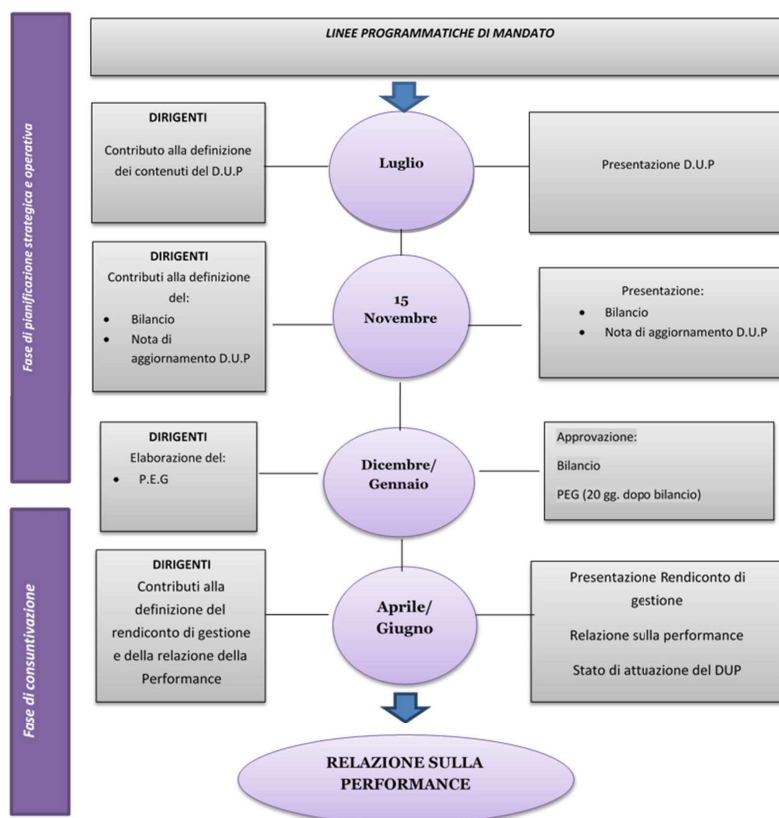 LINEE PROGRAMMATICHE DI MANDATO
Fase di pianificazione strategica e operativa
DIRIGENTI
Contributo alla definizione
dei contenuti del D.U.P
Luglio
Presentazione D.U.P
DIRIGENTI
Contributi alla definizione
del:
• Bilancio
• Nota di
aggiornamento D.U.P
15
Novembre
Presentazione:
• Bilancio
• Nota di aggiornamento D.U.P
DIRIGENTI
Elaborazione del:
• P.E.G
Dicembre/
Gennaio
Approvazione:
Bilancio
PEG (20 gg. dopo bilancio)
Fase di consuntivazione
DIRIGENTI
Contributi alla
definizione del
rendiconto di gestione
e della relazione della
Performance
Aprile/
Giugno
Presentazione Rendiconto di
gestione
Relazione sulla performance
Stato di attuazione del DUP
RELAZIONE SULLA
PERFORMANCE